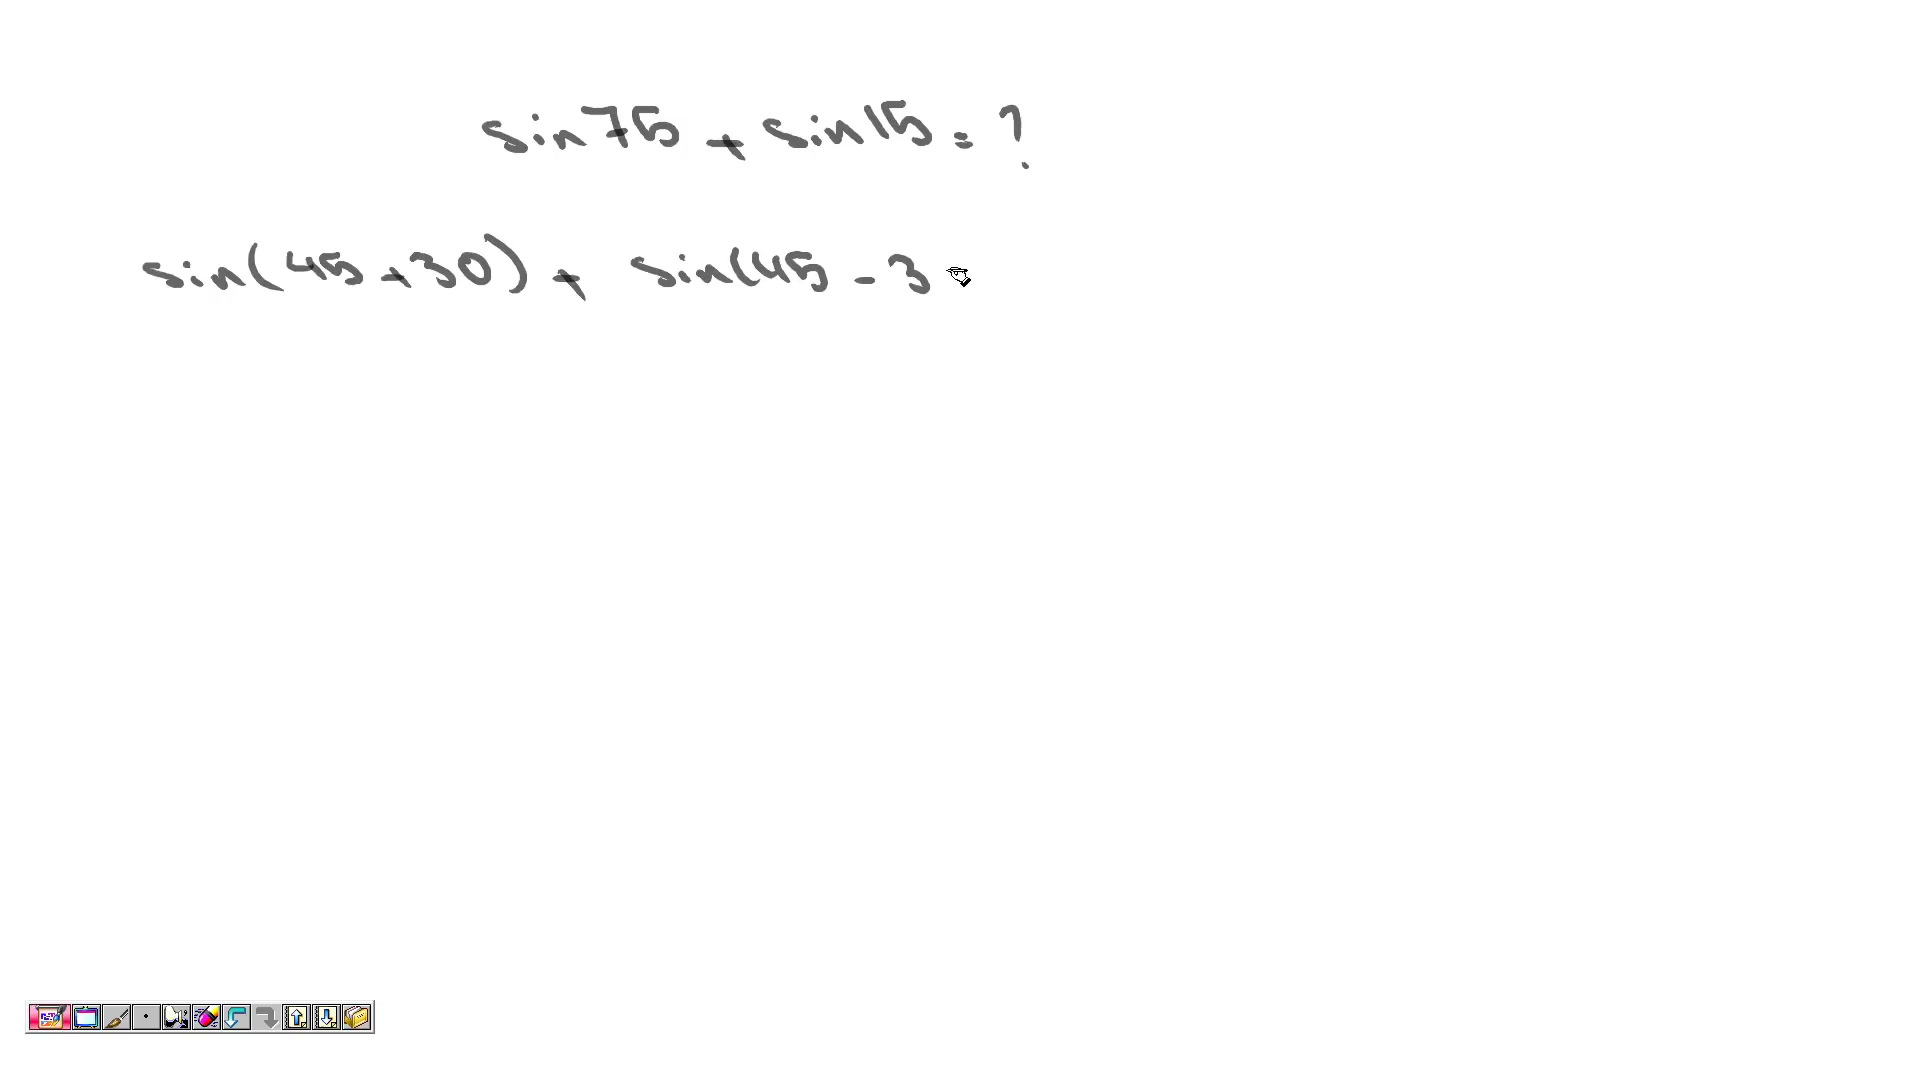 sin75 + sin15 = ?
sin(45+30) + sin(45 - 3